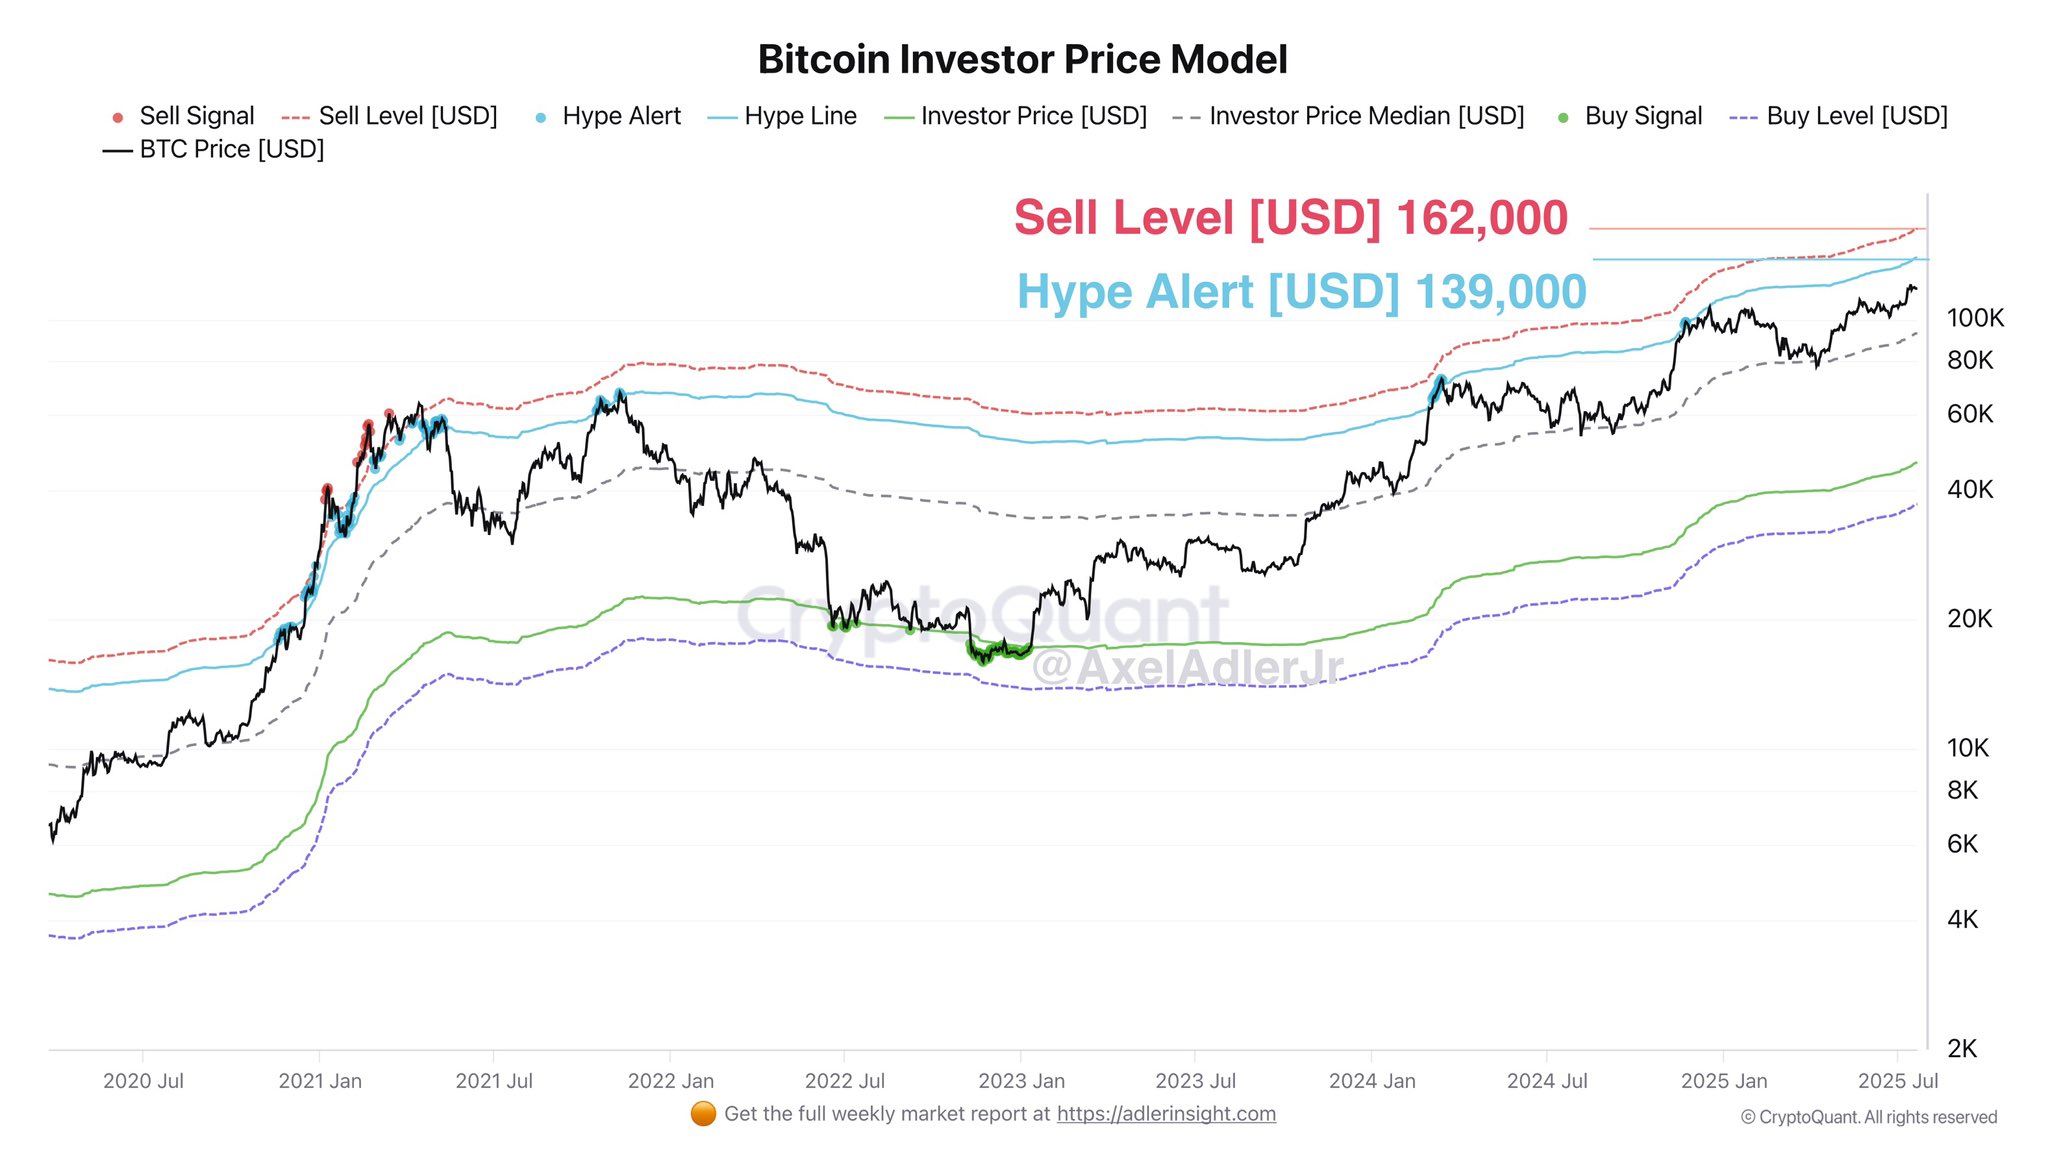 Bitcoin Investor Price Model
Sell Signal Sell Level [USD] Hype Alert Hype Line Investor Price [USD] Investor Price Median [USD] Buy Signal Buy Level [USD]
BTC Price [USD]
Sell Level [USD] 162,000
Hype Alert [USD] 139,000
100K
80K
60K
40K
20K
10K
8K
6K
4K
2K
CryptoQuant
@AxelAdlerJr
2020 Jul 2021 Jan 2021 Jul 2022 Jan 2022 Jul 2023 Jan 2023 Jul 2024 Jan 2024 Jul 2025 Jan 2025 Jul
Get the full weekly market report at https://adlerinsight.com
© CryptoQuant. All rights reserved